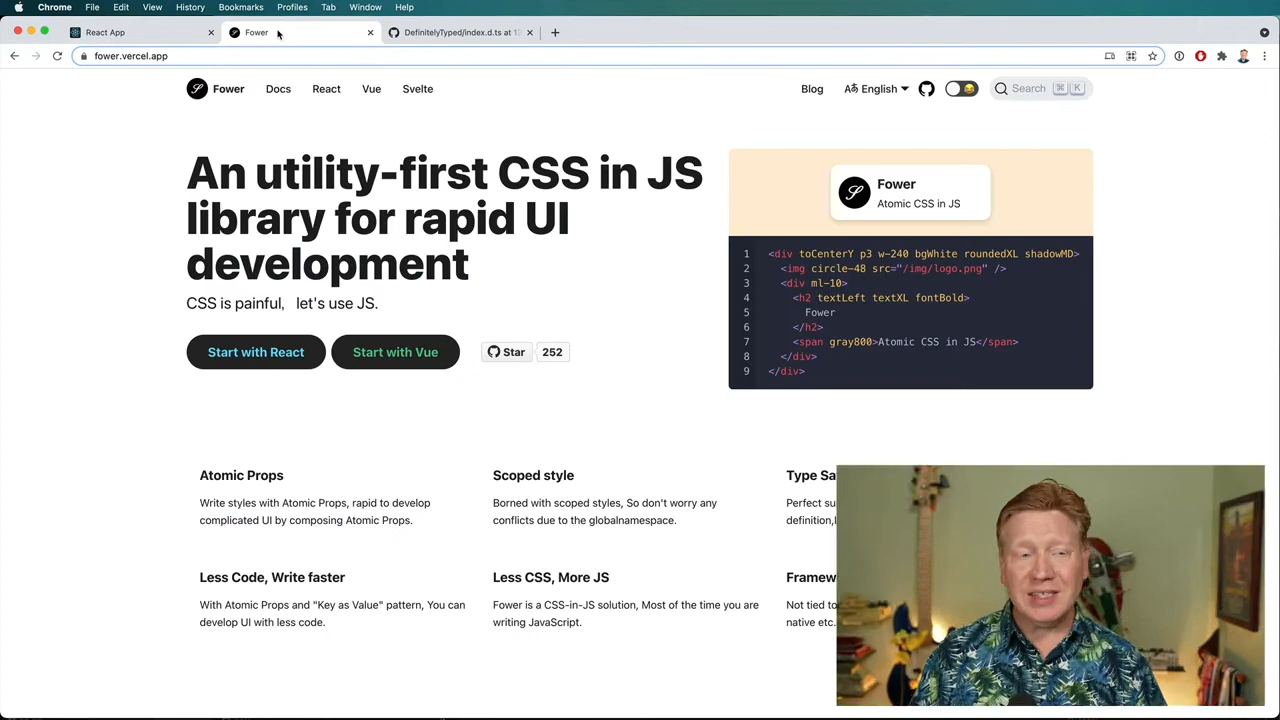 Chrome File Edit View History Bookmarks Profiles Tab Window Help
React App
Fower
DefinitelyTyped/index.d.ts at 1
fower.vercel.app
Fower Docs React Vue Svelte
Blog
English
Search ⌘ K
An utility-first CSS in JS
library for rapid UI
development
CSS is painful, let's use JS.
Start with React
Start with Vue
Star
252
Fower
Atomic CSS in JS
1 <div toCenterY p3 w-240 bgWhite roundedXL shadowMD>
2 <img circle-48 src="/img/logo.png" />
3 <div ml-10>
4 <h2 textLeft textXL fontBold>
5 Fower
6 </h2>
7 <span gray800>Atomic CSS in JS</span>
8 </div>
9 </div>
Atomic Props
Write styles with Atomic Props, rapid to develop
complicated UI by composing Atomic Props.
Scoped style
Borned with scoped styles, So don't worry any
conflicts due to the globalnamespace.
Type Sa
Perfect su
definition,
Less Code, Write faster
With Atomic Props and "Key as Value" pattern, You can
develop UI with less code.
Less CSS, More JS
Fower is a CSS-in-JS solution, Most of the time you are
writing JavaScript.
Framew
Not tied to
native etc.